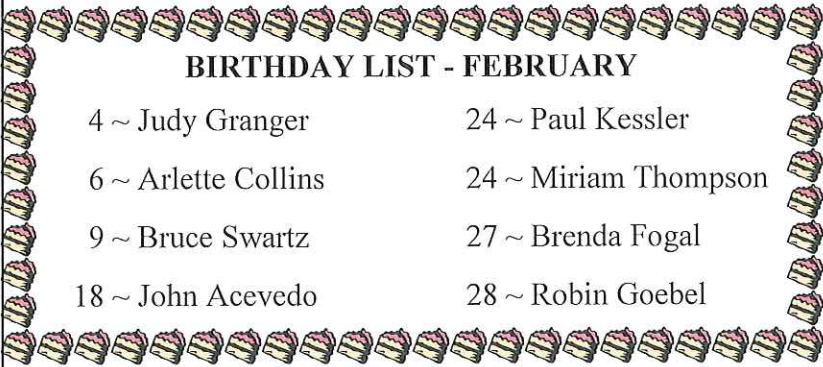 BIRTHDAY LIST - FEBRUARY
4 ~ Judy Granger
6 ~ Arlette Collins
9 ~ Bruce Swartz
18 ~ John Acevedo
24 ~ Paul Kessler
24 ~ Miriam Thompson
27 ~ Brenda Fogal
28 ~ Robin Goebel